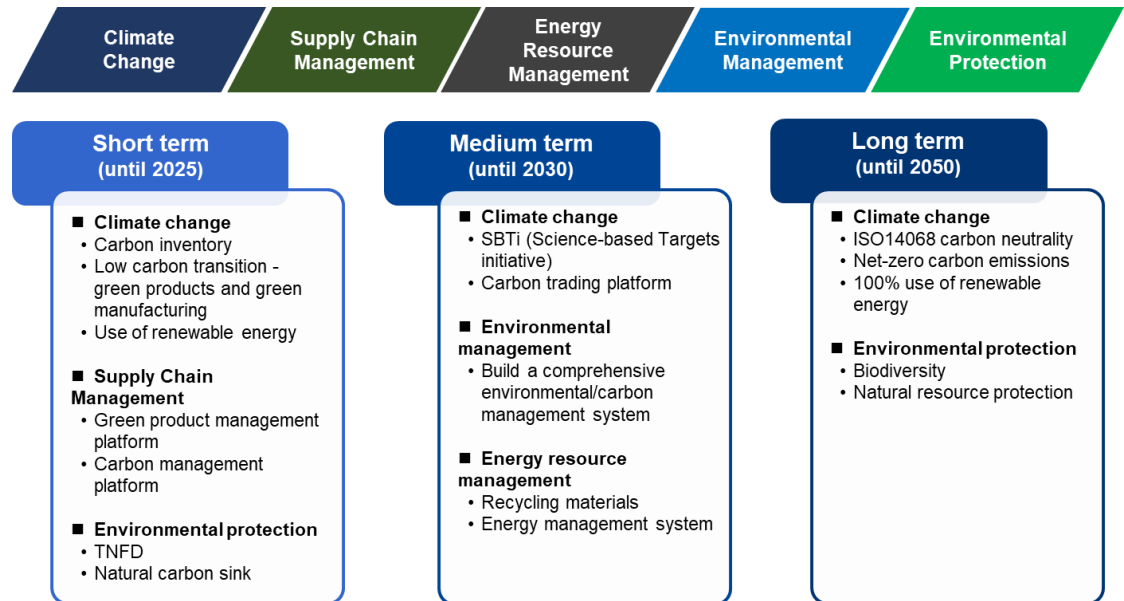 Climate
Change
Supply Chain
Management
Energy
Resource
Management
Environmental
Management
Environmental
Protection
Short term
(until 2025)
■ Climate change
• Carbon inventory
• Low carbon transition -
green products and green
manufacturing
• Use of renewable energy
■ Supply Chain
Management
• Green product management
platform
• Carbon management
platform
■ Environmental protection
• TNFD
• Natural carbon sink
Medium term
(until 2030)
■ Climate change
• SBTi (Science-based Targets
initiative)
• Carbon trading platform
■ Environmental
management
• Build a comprehensive
environmental/carbon
management system
■ Energy resource
management
• Recycling materials
• Energy management system
Long term
(until 2050)
■ Climate change
• ISO14068 carbon neutrality
• Net-zero carbon emissions
• 100% use of renewable
energy
■ Environmental protection
• Biodiversity
• Natural resource protection